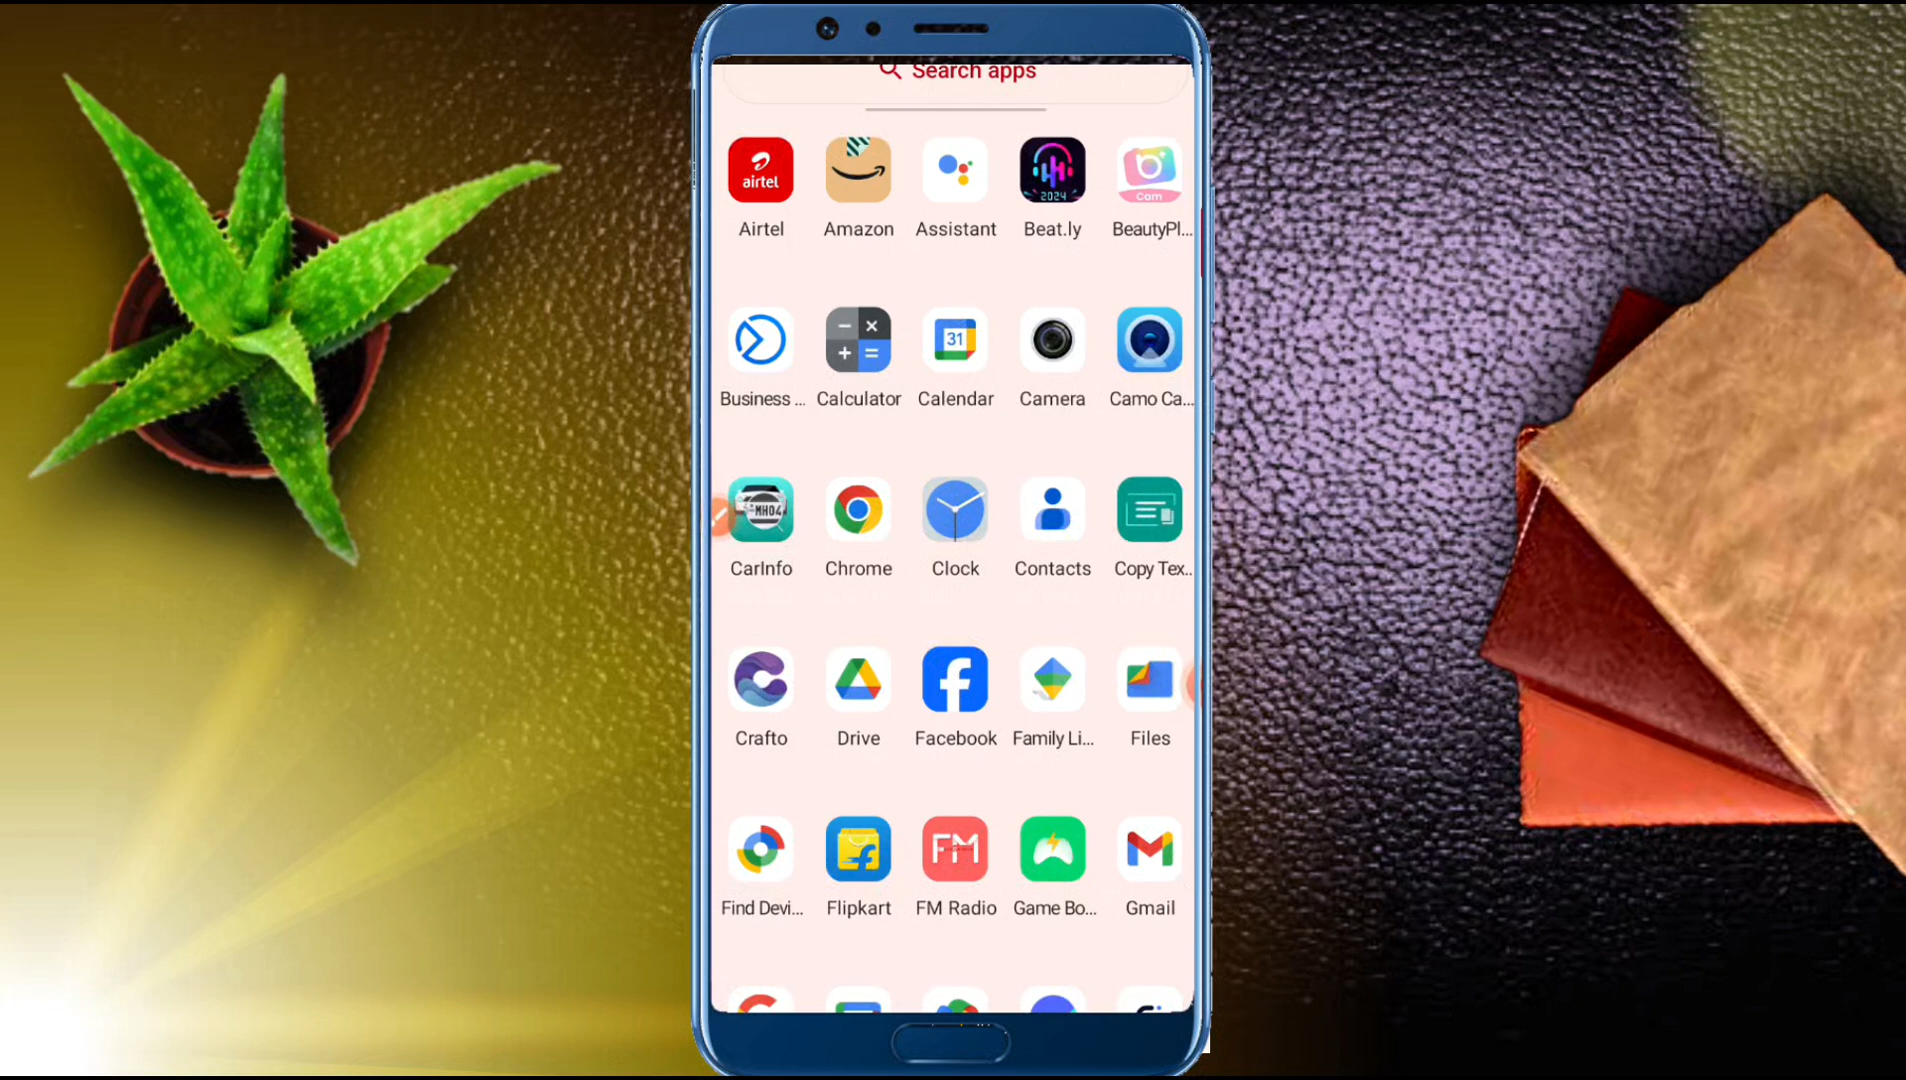 Search apps
airtel
2024
Cam
Airtel
Amazon
Assistant
Beat.ly
BeautyPl...
31
Business ...
Calculator
Calendar
Camera
Camo Ca...
MH04
CarInfo
Chrome
Clock
Contacts
Copy Tex..
Crafto
Drive
Facebook
Family Li...
Files
FM
Find Devi...
Flipkart
FM Radio
Game Bo...
Gmail